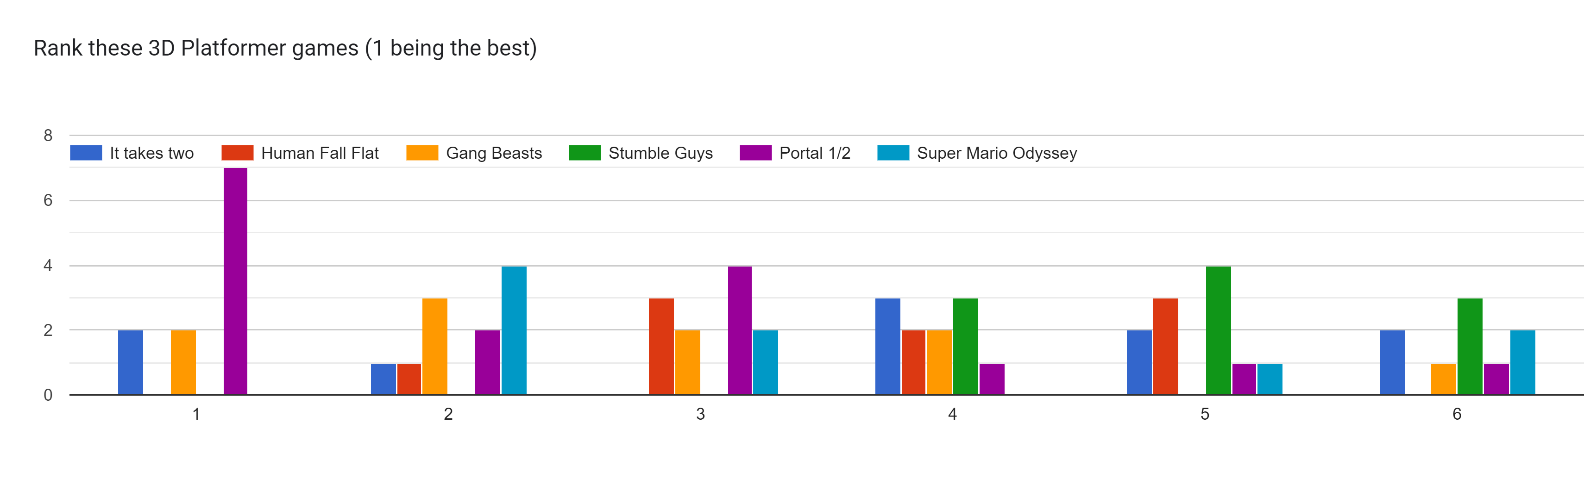 Rank these 3D Platformer games (1 being the best)
8
It takes two Human Fall Flat Gang Beasts Stumble Guys Portal 1/2 Super Mario Odyssey
6
4
2
0
1 2 3 4 5 6